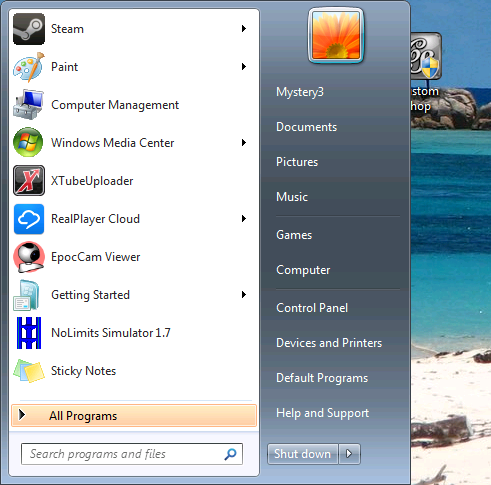 Steam
Paint
Computer Management
Windows Media Center
XTubeUploader
RealPlayer Cloud
EpocCam Viewer
Getting Started
NoLimits Simulator 1.7
Sticky Notes
All Programs
Search programs and files
Mystery3
Documents
Pictures
Music
Games
Computer
Control Panel
Devices and Printers
Default Programs
Help and Support
Shut down
stom
hop